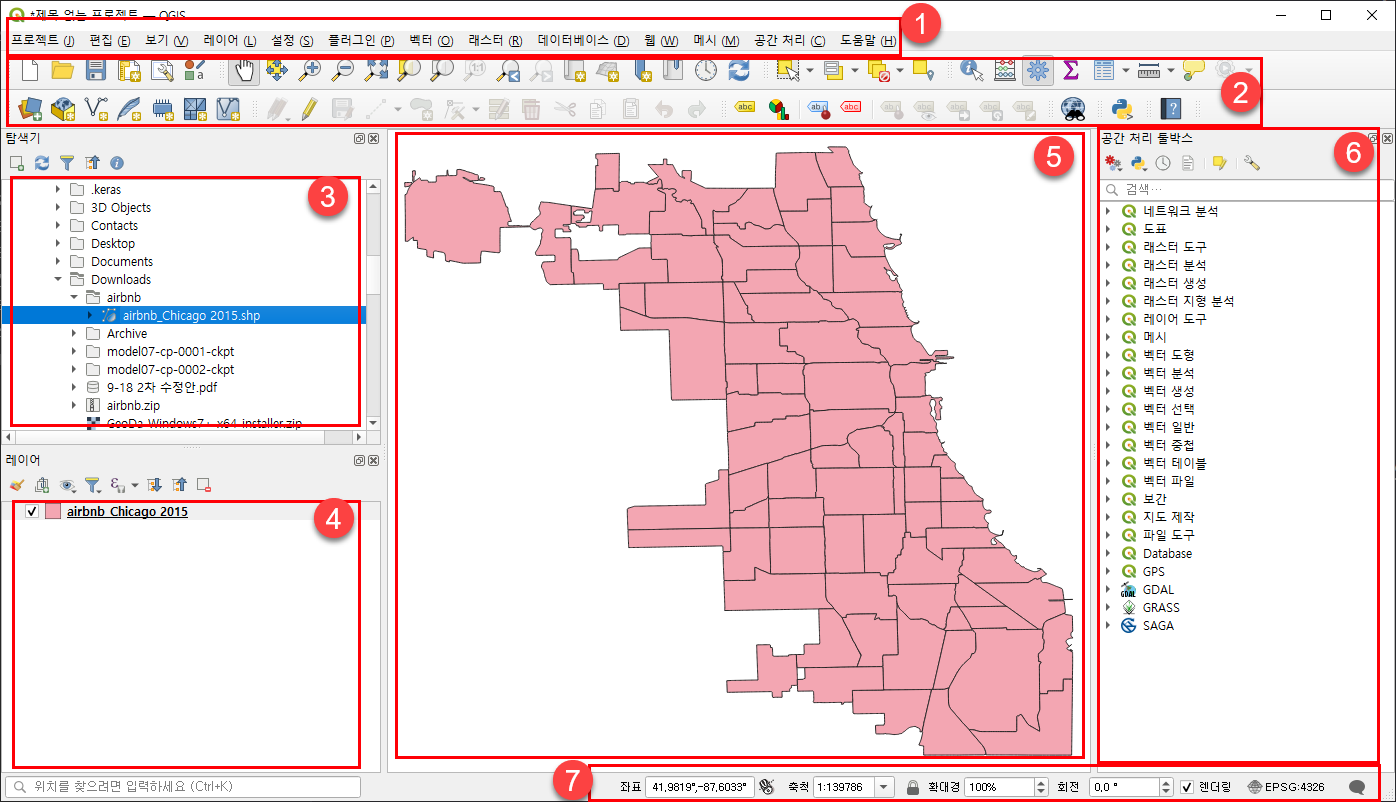 *제목 없는 프로젝트 — QGIS
프로젝트 (J) 편집 (E) 보기 (V) 레이어 (L) 설정 (S) 플러그인 (P) 벡터 (O) 래스터 (R) 데이터베이스 (D) 웹 (W) 메시 (M) 공간 처리 (C) 도움말 (H)
1
2
탐색기
3
.keras
3D Objects
Contacts
Desktop
Documents
Downloads
airbnb
airbnb_Chicago 2015.shp
Archive
model07-cp-0001-ckpt
model07-cp-0002-ckpt
9-18 2차 수정안.pdf
airbnb.zip
GeoDa-Windows7+_x64-installer.zip
레이어
4
airbnb Chicago 2015
5
공간 처리 툴박스
6
검색…
네트워크 분석
도표
래스터 도구
래스터 분석
래스터 생성
래스터 지형 분석
레이어 도구
메시
벡터 도형
벡터 분석
벡터 생성
벡터 선택
벡터 일반
벡터 중첩
벡터 테이블
벡터 파일
보간
지도 제작
파일 도구
Database
GPS
GDAL
GRASS
SAGA
위치를 찾으려면 입력하세요 (Ctrl+K)
7
좌표 41,9819°,-87,6033° 축척 1:139786 확대경 100% 회전 0,0 ° 렌더링 EPSG:4326